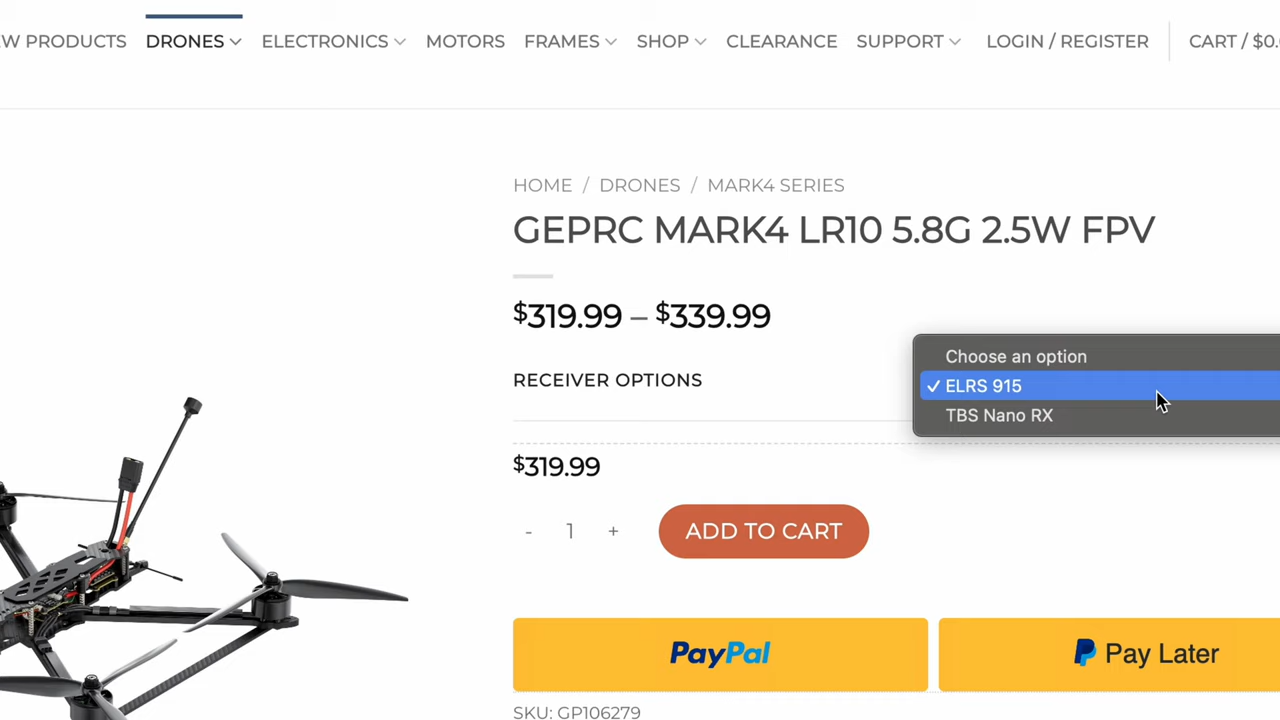 W PRODUCTS DRONES ELECTRONICS MOTORS FRAMES SHOP CLEARANCE SUPPORT LOGIN / REGISTER CART / $0.
HOME / DRONES / MARK4 SERIES
GEPRC MARK4 LR10 5.8G 2.5W FPV
$319.99 – $339.99
Choose an option
RECEIVER OPTIONS
✓ ELRS 915
TBS Nano RX
$319.99
- 1 + ADD TO CART
PayPal
Pay Later
SKU: GP106279